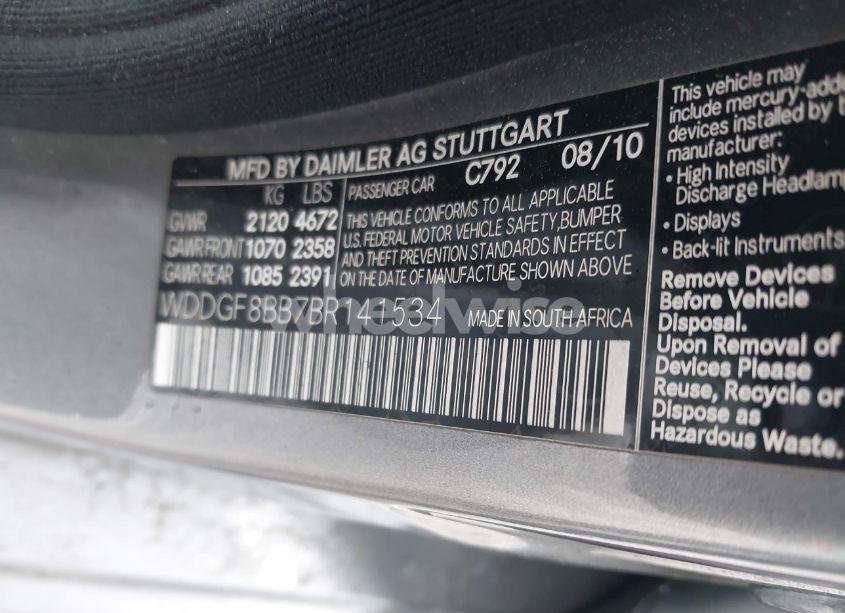 MFD BY DAIMLER AG STUTTGART
KG LBS
GVWR 2120 4672
GAWR FRONT 1070 2358
GAWR REAR 1085 2391
PASSENGER CAR C792 08/10
THIS VEHICLE CONFORMS TO ALL APPLICABLE
U.S. FEDERAL MOTOR VEHICLE SAFETY, BUMPER
AND THEFT PREVENTION STANDARDS IN EFFECT
ON THE DATE OF MANUFACTURE SHOWN ABOVE
WDDGF8BB7BR141534 MADE IN SOUTH AFRICA
wheelwise
This vehicle may
include mercury-adde
devices installed by t
manufacturer:
• High Intensity
Discharge Headlam
• Displays
• Back-lit Instruments
Remove Devices
Before Vehicle
Disposal.
Upon Removal of
Devices Please
Reuse, Recycle or
Dispose as
Hazardous Waste.